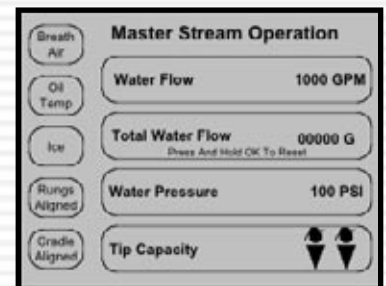 Master Stream Operation
Breath
Air
Oil
Temp
Ice
Rungs
Aligned
Cradle
Aligned
Water Flow 1000 GPM
Total Water Flow 00000 G
Press And Hold OK To Reset
Water Pressure 100 PSI
Tip Capacity